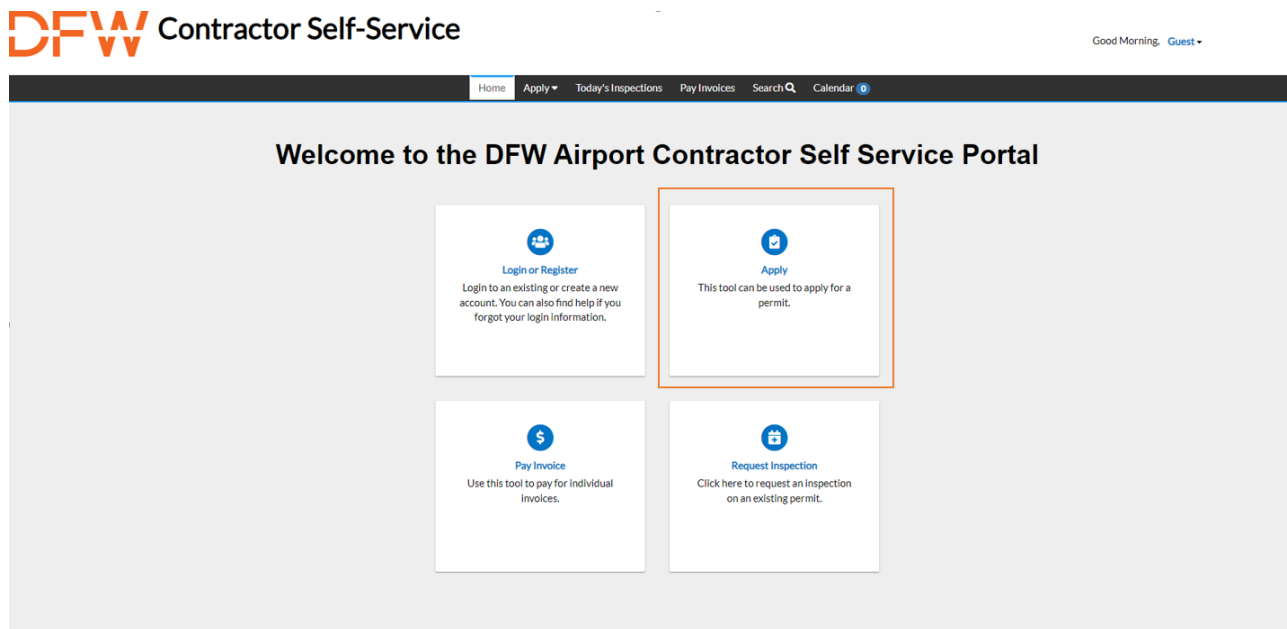 DFW Contractor Self-Service
Good Morning, Guest
Home Apply Today's Inspections Pay Invoices Search Calendar 0
Welcome to the DFW Airport Contractor Self Service Portal
Login or Register
Login to an existing or create a new
account. You can also find help if you
forgot your login information.
Apply
This tool can be used to apply for a
permit.
$
Pay Invoice
Use this tool to pay for individual
invoices.
Request Inspection
Click here to request an inspection
on an existing permit.